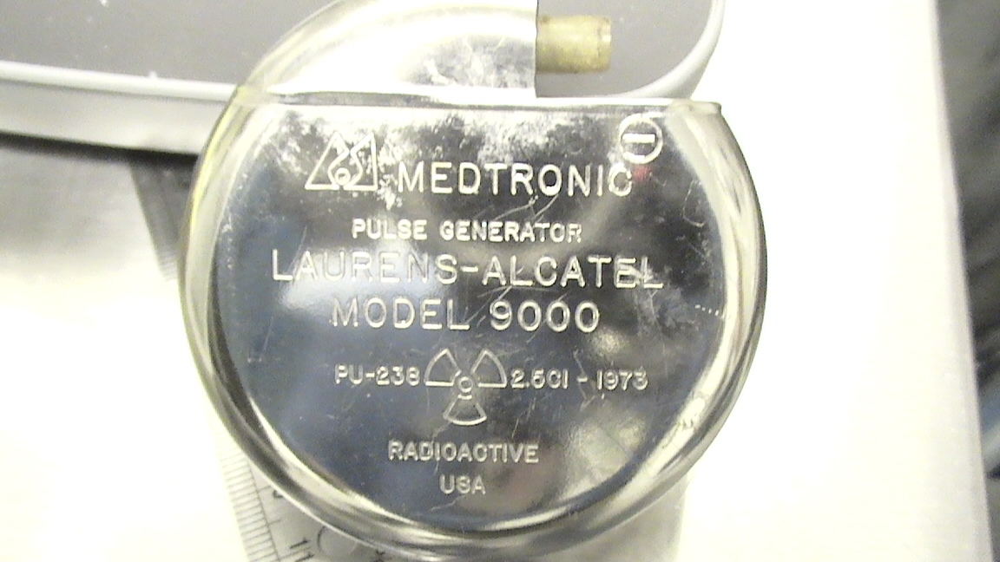 MEDTRONIC
PULSE GENERATOR
LAURENS-ALCATEL
MODEL 9000
PU-238 2.5CI - 1973
RADIOACTIVE
USA